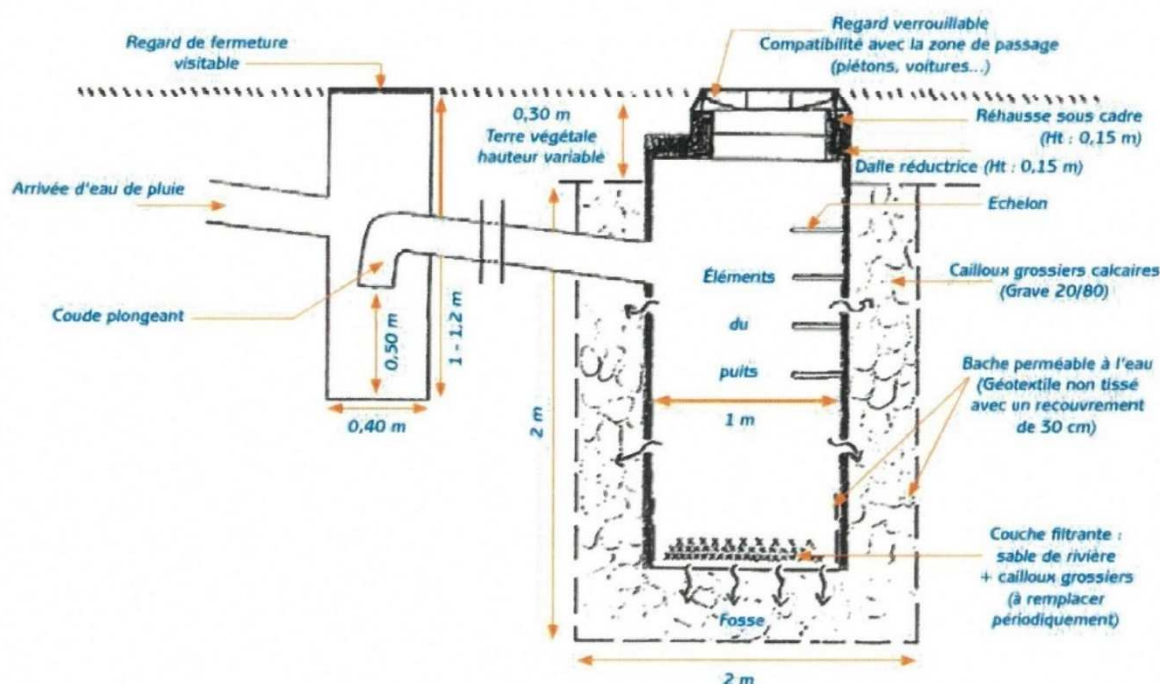 Regard de fermeture
visitable
Regard verrouillable
Compatibilité avec la zone de passage
(piétons, voitures...)
0,30 m
Terre végétale
hauteur variable
Réhausse sous cadre
(Ht : 0,15 m)
Dalle réductrice (Ht : 0,15 m)
Arrivée d'eau de pluie
Echelon
Éléments
du
puits
Cailloux grossiers calcaires
(Grave 20/80)
Coude plongeant
0,50 m
1 - 1,2 m
0,40 m
2 m
1 m
Bache perméable à l'eau
(Géotextile non tissé
avec un recouvrement
de 30 cm)
Couche filtrante :
sable de rivière
+ cailloux grossiers
(à remplacer
périodiquement)
Fosse
2 m